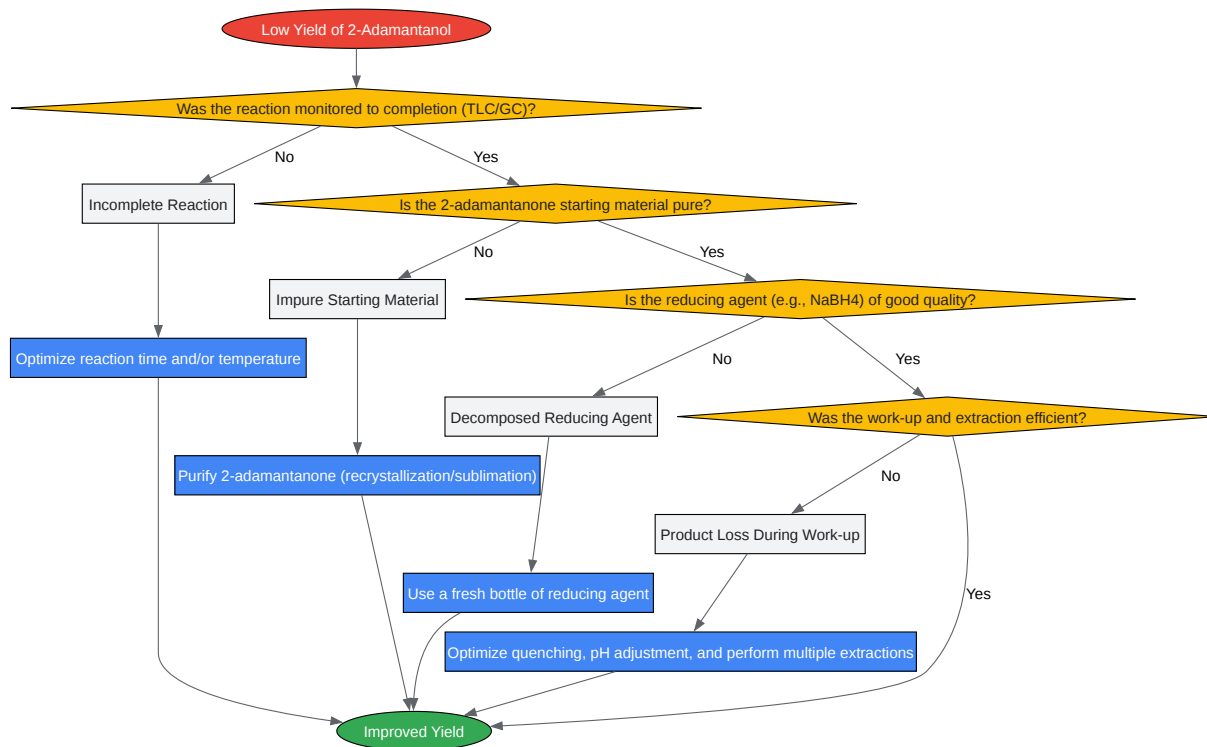 Low Yield of 2-Adamantanol
Was the reaction monitored to completion (TLC/GC)?
No
Yes
Incomplete Reaction
Is the 2-adamantanone starting material pure?
No
Yes
Impure Starting Material
Is the reducing agent (e.g., NaBH4) of good quality?
Optimize reaction time and/or temperature
No
Yes
Decomposed Reducing Agent
Was the work-up and extraction efficient?
Purify 2-adamantanone (recrystallization/sublimation)
No
Product Loss During Work-up
Use a fresh bottle of reducing agent
Yes
Optimize quenching, pH adjustment, and perform multiple extractions
Improved Yield